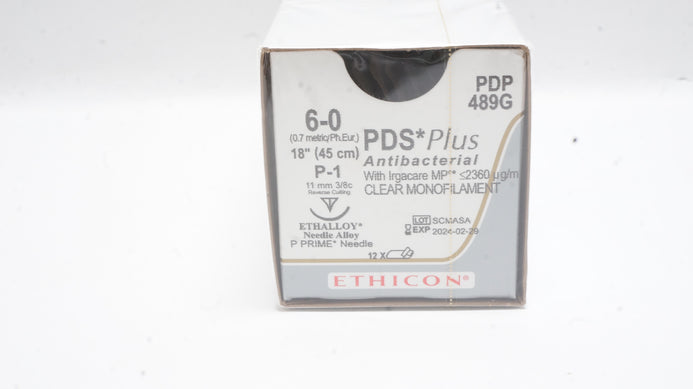 PDP
489G
6-0
(0.7 metric/Ph.Eur.)
18" (45 cm)
P-1
11 mm 3/8c
Reverse Cutting
ETHALLOY*
Needle Alloy
P PRIME* Needle
PDS* Plus
Antibacterial
With Irgacare MP** ≤2360 µg/m
CLEAR MONOFILAMENT
LOT SCMASA
EXP 2024-02-29
12 X
ETHICON*